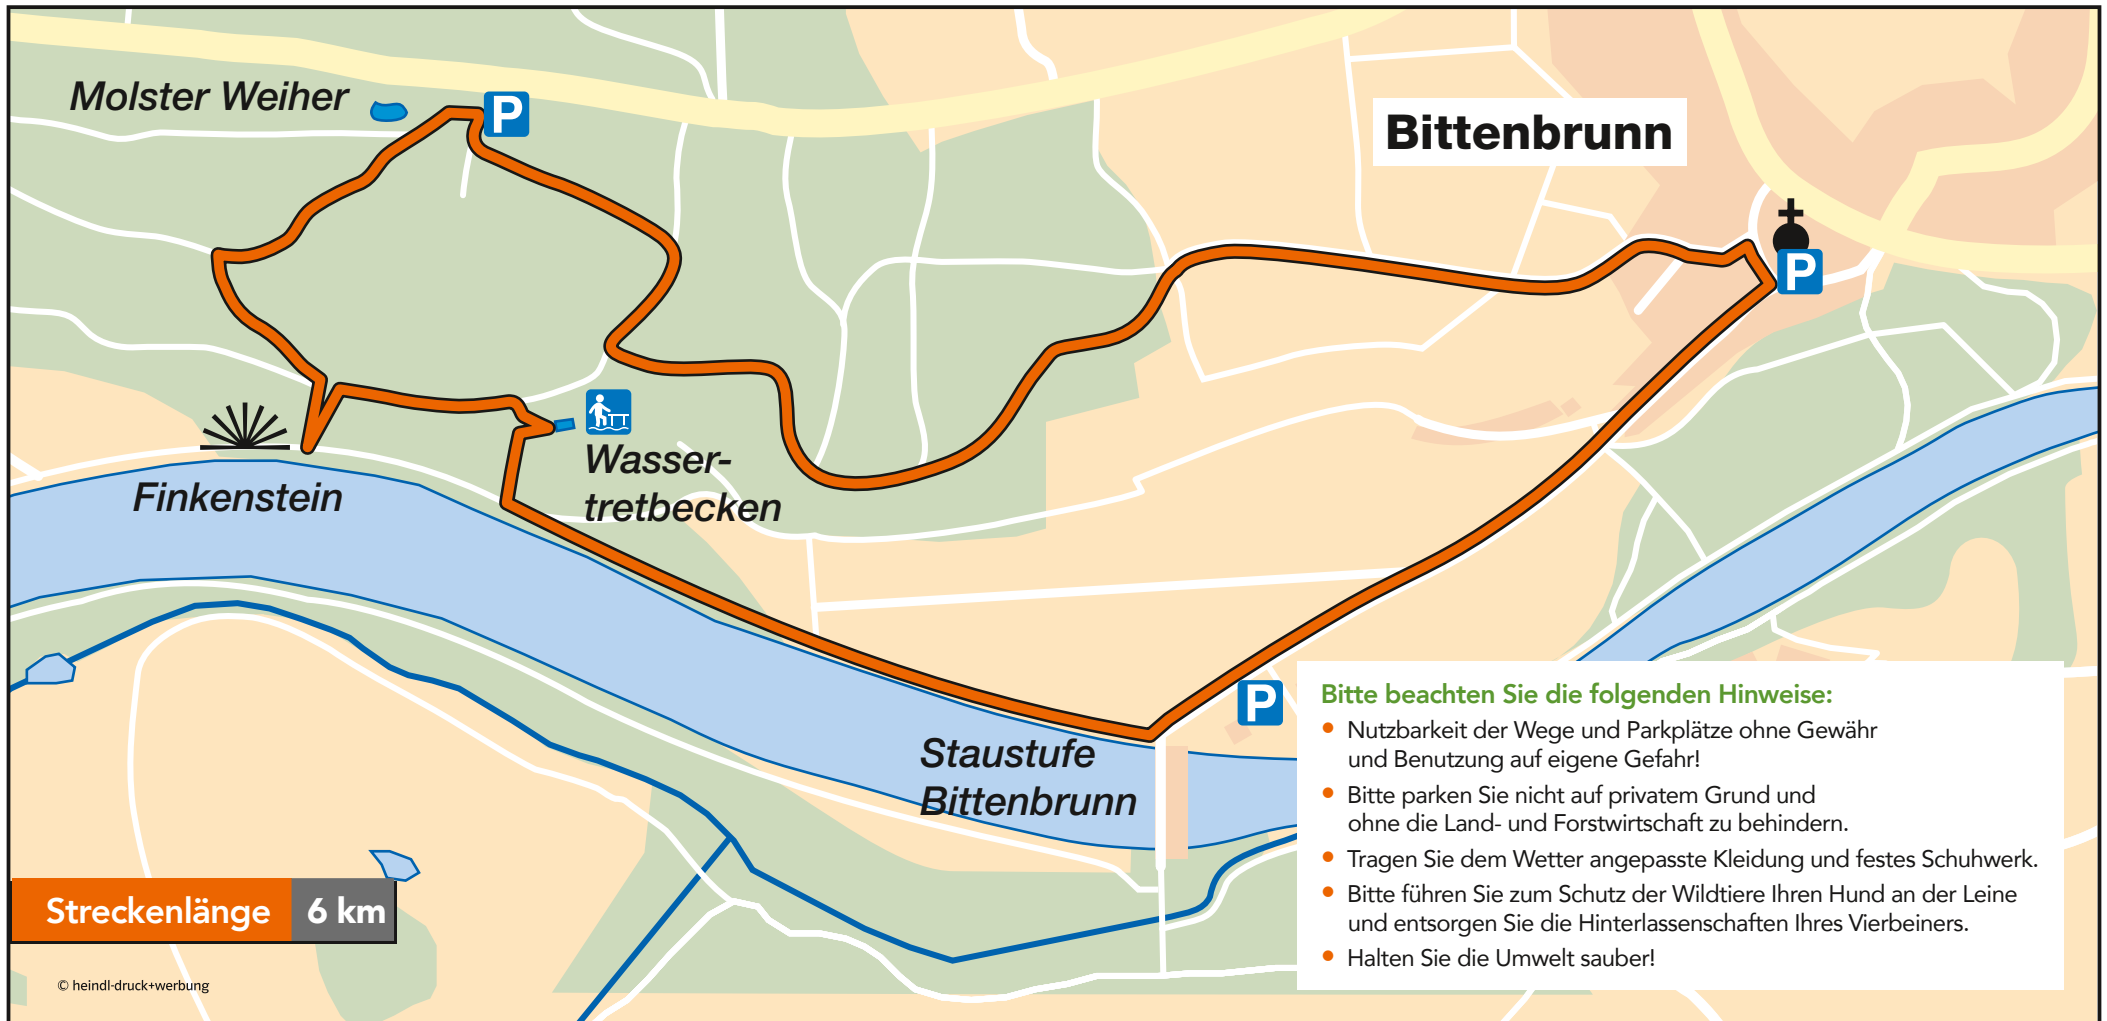 Molster Weiher
P
Bittenbrunn
P
Wasser-
tretbecken
Finkenstein
P
Staustufe
Bittenbrunn
Bitte beachten Sie die folgenden Hinweise:
• Nutzbarkeit der Wege und Parkplätze ohne Gewähr
und Benutzung auf eigene Gefahr!
• Bitte parken Sie nicht auf privatem Grund und
ohne die Land- und Forstwirtschaft zu behindern.
• Tragen Sie dem Wetter angepasste Kleidung und festes Schuhwerk.
• Bitte führen Sie zum Schutz der Wildtiere Ihren Hund an der Leine
und entsorgen Sie die Hinterlassenschaften Ihres Vierbeiners.
• Halten Sie die Umwelt sauber!
Streckenlänge 6 km
© heindl-druck+werbung